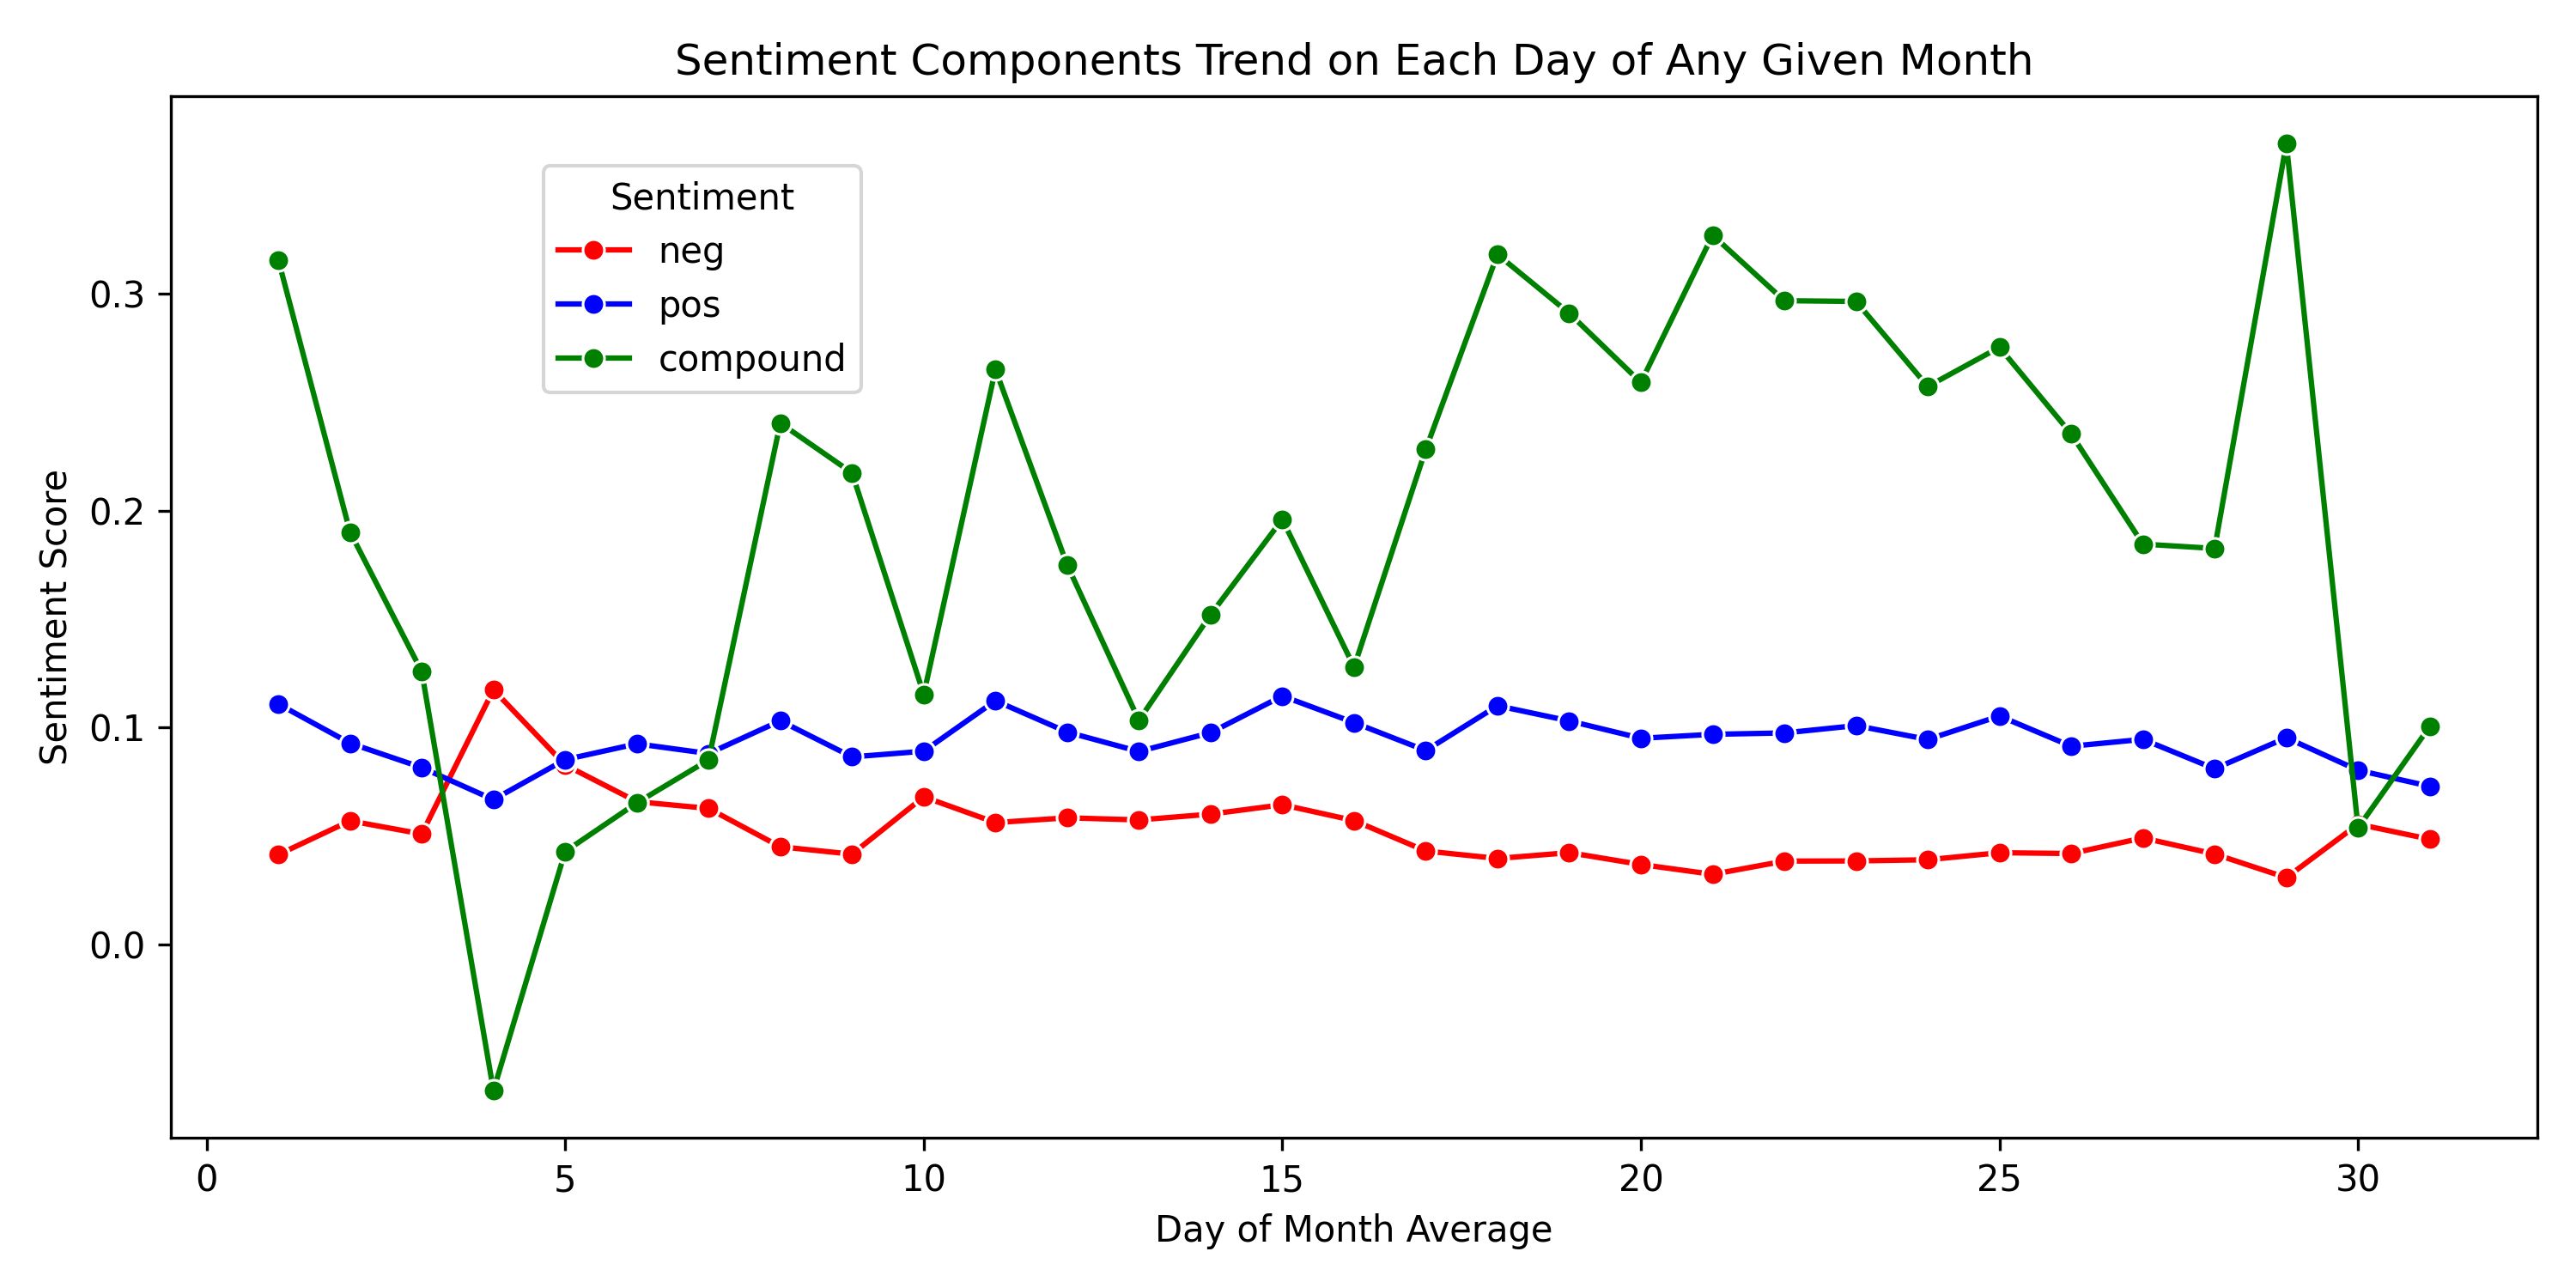 Sentiment Components Trend on Each Day of Any Given Month
Sentiment
neg
pos
compound
Sentiment Score
0.3
0.2
0.1
0.0
0 5 10 15 20 25 30
Day of Month Average